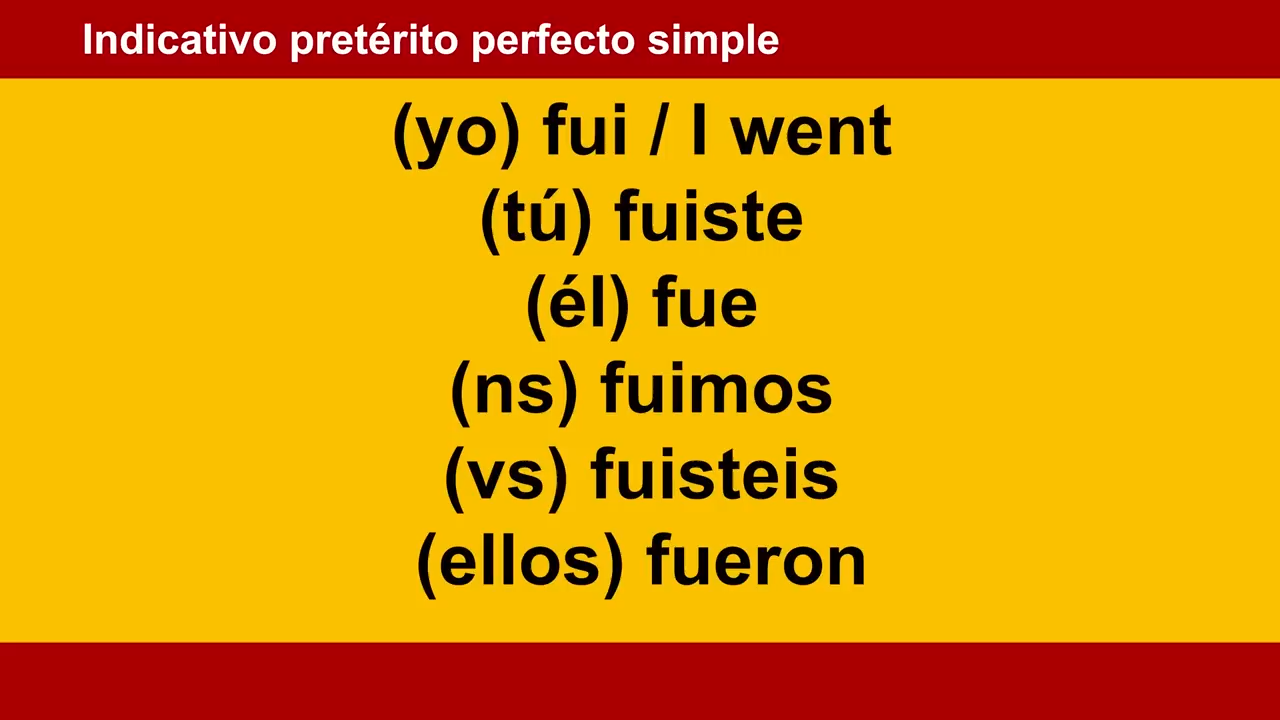 Indicativo pretérito perfecto simple
(yo) fui / I went
(tú) fuiste
(él) fue
(ns) fuimos
(vs) fuisteis
(ellos) fueron